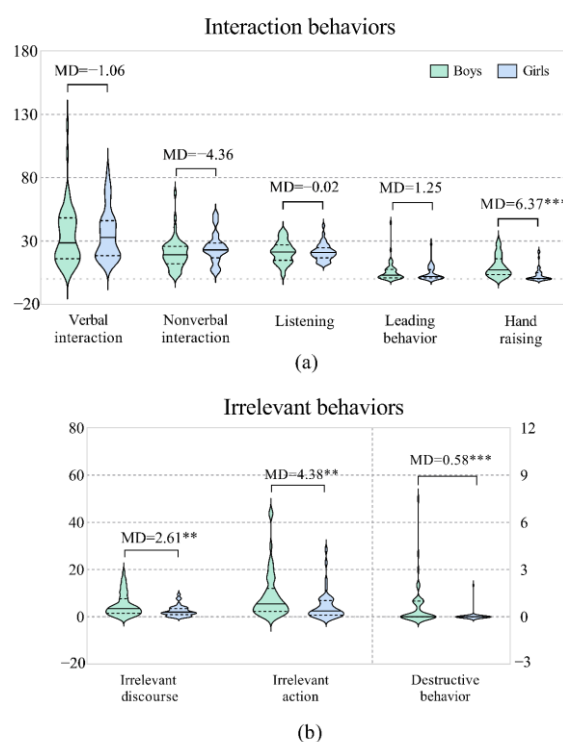 Interaction behaviors
180
130
80
30
−20
Boys
Girls
MD=−1.06
MD=−4.36
MD=−0.02
MD=1.25
MD=6.37***
Verbal
interaction
Nonverbal
interaction
Listening
Leading
behavior
Hand
raising
(a)
Irrelevant behaviors
80
60
40
20
0
−20
12
9
6
3
0
−3
MD=2.61**
MD=4.38**
MD=0.58***
Irrelevant
discourse
Irrelevant
action
Destructive
behavior
(b)